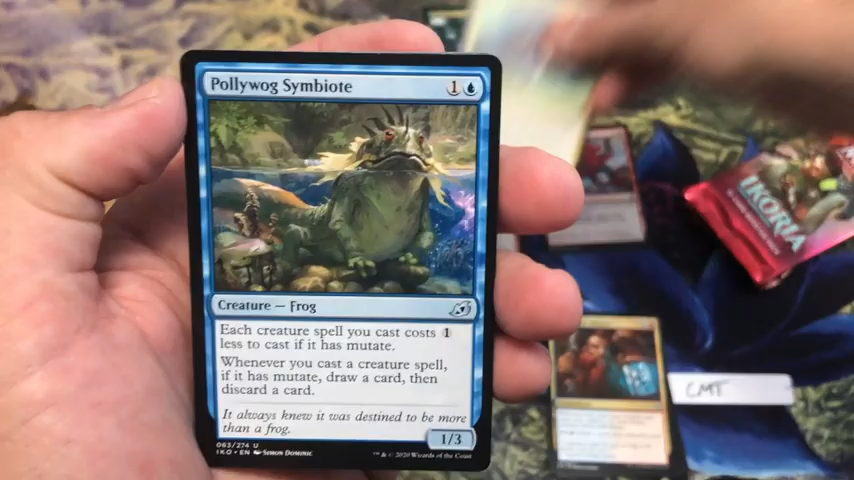 Pollywog Symbiote
1
Creature — Frog
Each creature spell you cast costs 1
less to cast if it has mutate.
Whenever you cast a creature spell,
if it has mutate, draw a card, then
discard a card.
It always knew it was destined to be more
than a frog.
1/3
063/274 U
IKO • EN Simon Dominic
™ & © 2020 Wizards of the Coast
IKORIA
CMT